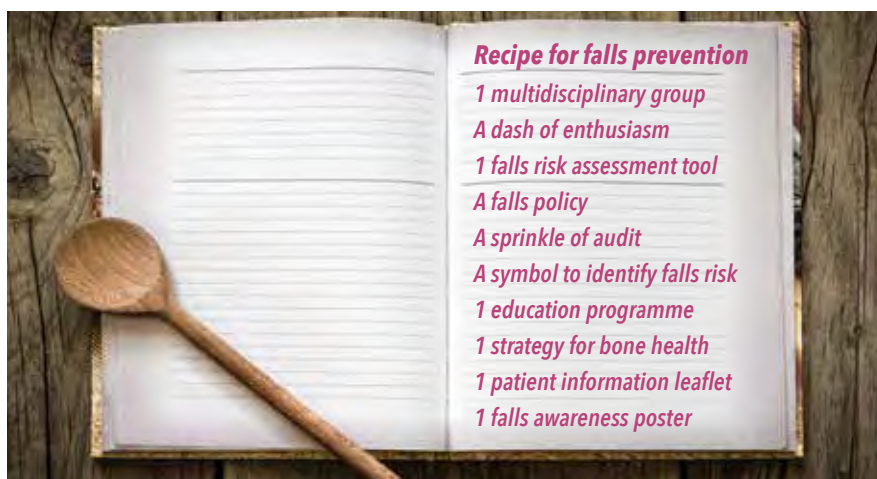 Recipe for falls prevention
1 multidisciplinary group
A dash of enthusiasm
1 falls risk assessment tool
A falls policy
A sprinkle of audit
A symbol to identify falls risk
1 education programme
1 strategy for bone health
1 patient information leaflet
1 falls awareness poster